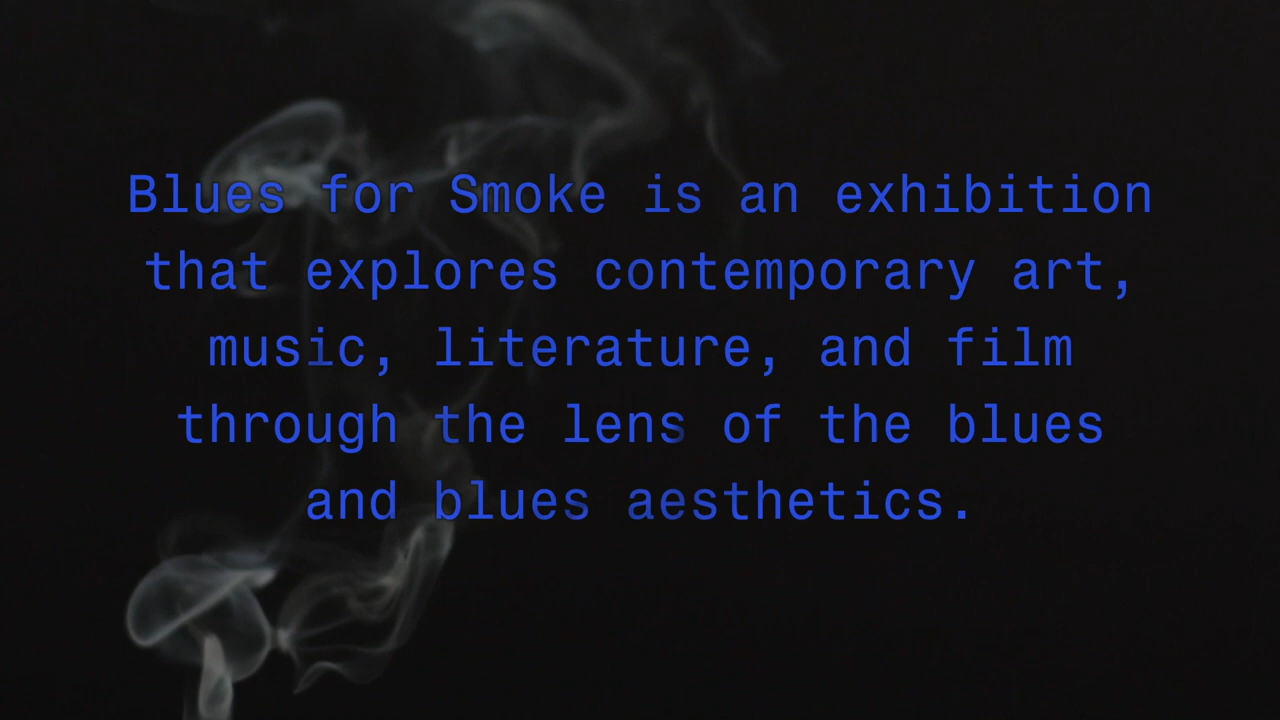 Blues for Smoke is an exhibition
that explores contemporary art,
music, literature, and film
through the lens of the blues
and blues aesthetics.